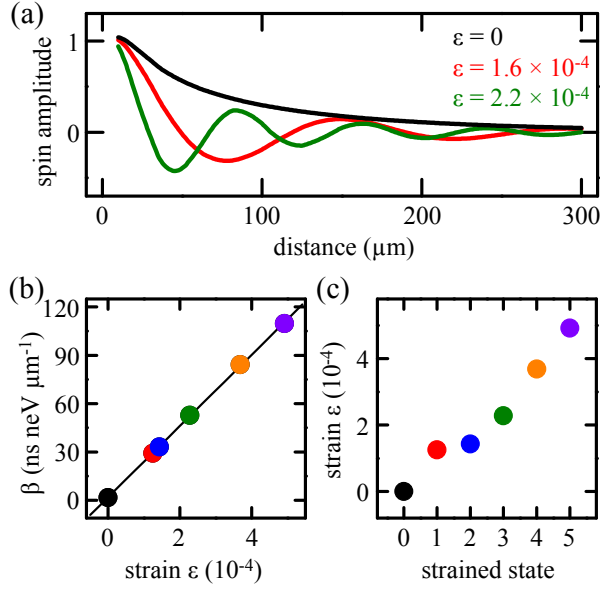 (a)
1
0
spin amplitude
ε = 0
ε = 1.6 × 10⁻⁴
ε = 2.2 × 10⁻⁴
0 100 200 300
distance (µm)
(b)
120
90
60
30
0
β (ns neV µm⁻¹)
0 2 4
strain ε (10⁻⁴)
(c)
4
2
0
strain ε (10⁻⁴)
0 1 2 3 4 5
strained state